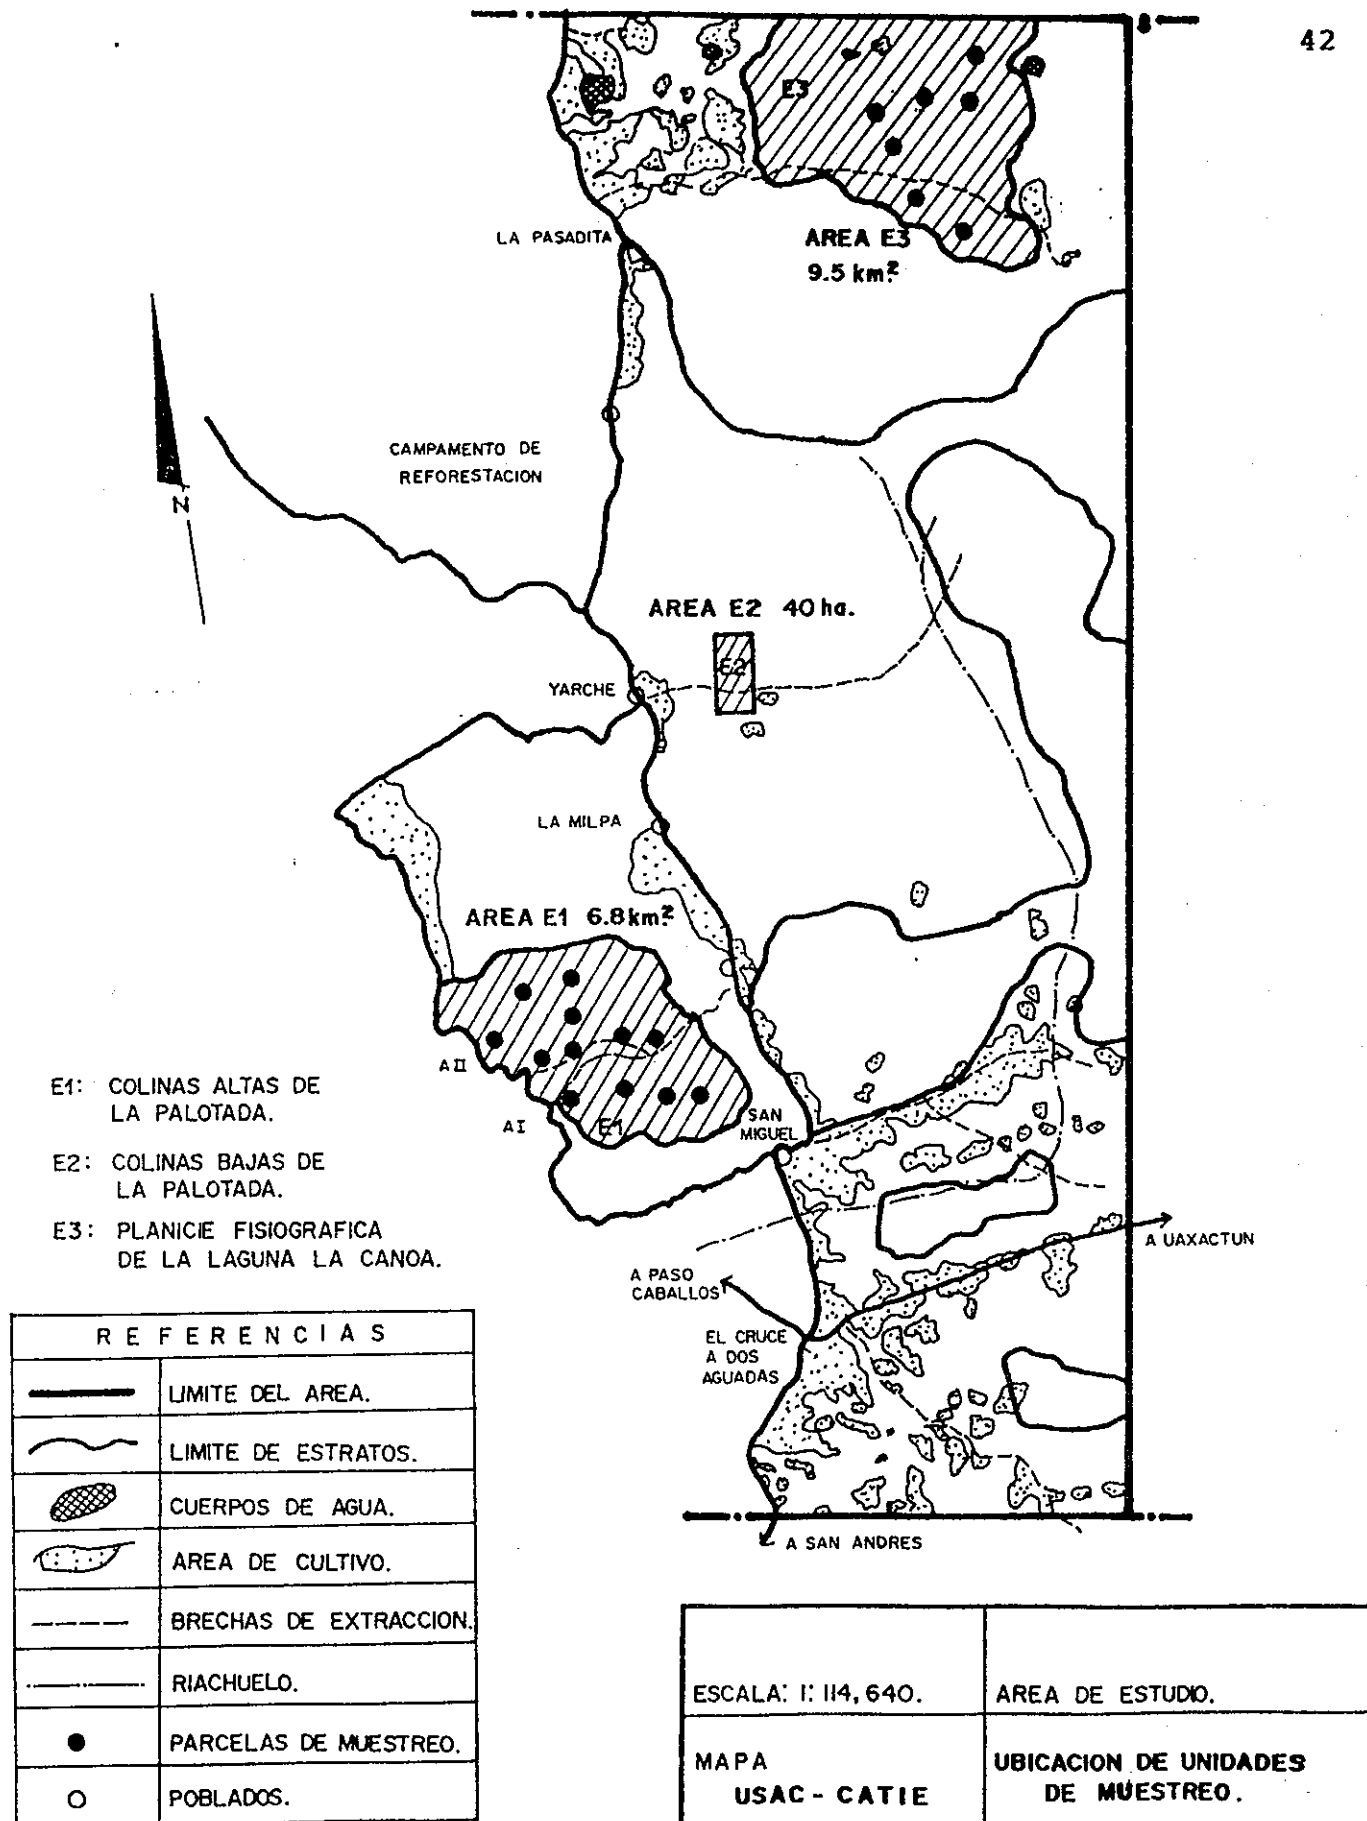 42
E3
LA PASADITA
AREA E3
9.5 km².
N
CAMPAMENTO DE
REFORESTACION
AREA E2 40 ha.
E2
YARCHE
LA MILPA
AREA E1 6.8 km².
A II
A I
E1
SAN
MIGUEL
E1: COLINAS ALTAS DE
LA PALOTADA.
E2: COLINAS BAJAS DE
LA PALOTADA.
E3: PLANICIE FISIOGRAFICA
DE LA LAGUNA LA CANOA.
A UAXACTUN
A PASO
CABALLOS
EL CRUCE
A DOS
AGUADAS
A SAN ANDRES
REFERENCIAS
LIMITE DEL AREA.
LIMITE DE ESTRATOS.
CUERPOS DE AGUA.
AREA DE CULTIVO.
BRECHAS DE EXTRACCION.
RIACHUELO.
PARCELAS DE MUESTREO.
POBLADOS.
ESCALA: 1: 114,640.
AREA DE ESTUDIO.
MAPA
USAC - CATIE
UBICACION DE UNIDADES
DE MUESTREO.